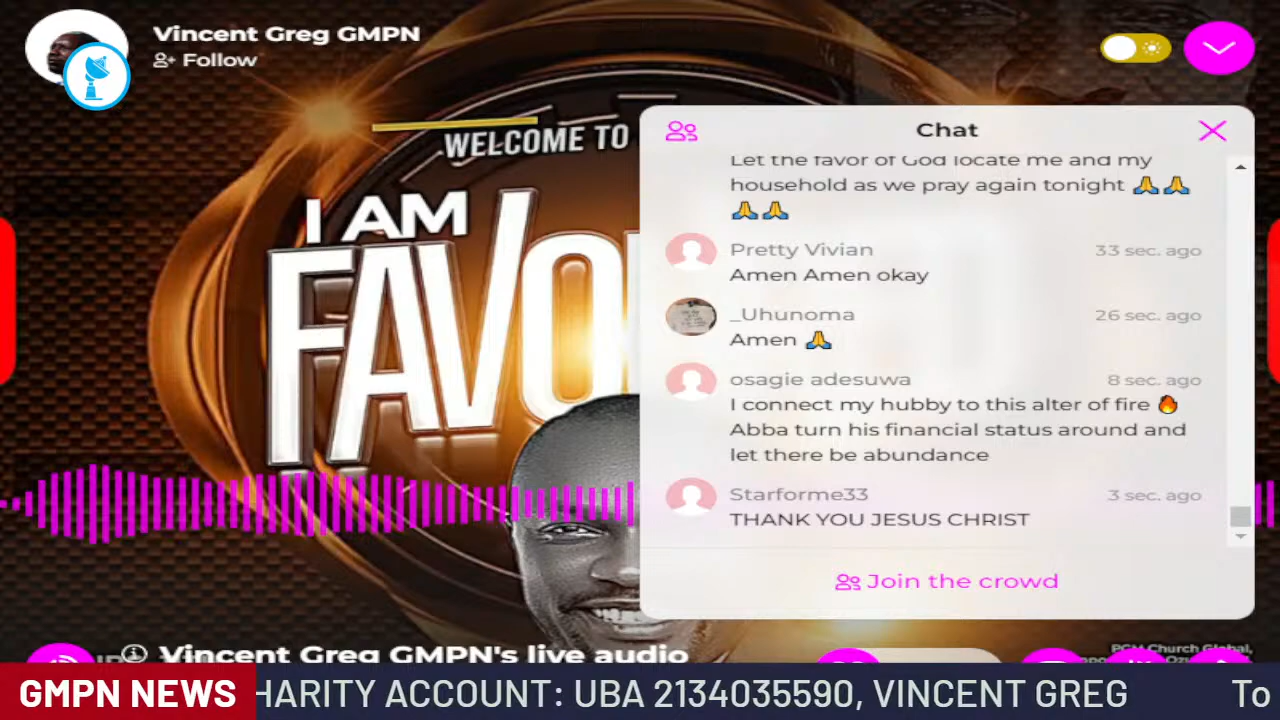 Vincent Greg GMPN
Follow
WELCOME TO
I AM
FAVO
Chat
Let the favor of God locate me and my
household as we pray again tonight 🙏🙏
🙏🙏
Pretty Vivian 33 sec. ago
Amen Amen okay
_Uhunoma 26 sec. ago
Amen 🙏
osagie adesuwa 8 sec. ago
I connect my hubby to this alter of fire 🔥
Abba turn his financial status around and
let there be abundance
Starforme33 3 sec. ago
THANK YOU JESUS CHRIST
Join the crowd
Vincent Greg GMPN's live audio
Church Global,
GMPN NEWS HARITY ACCOUNT: UBA 2134035590, VINCENT GREG To